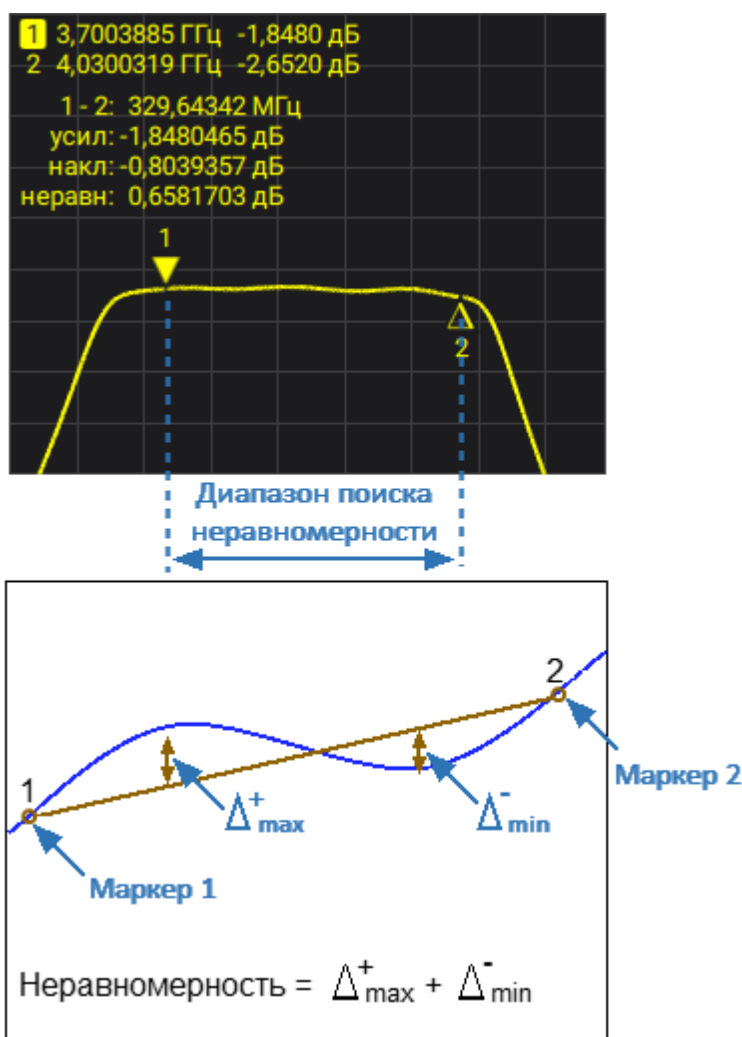 1 3,7003885 ГГц -1,8480 дБ
2 4,0300319 ГГц -2,6520 дБ
1 - 2: 329,64342 МГц
усил: -1,8480465 дБ
накл: -0,8039357 дБ
неравн: 0,6581703 дБ
1
Δ
2
Диапазон поиска
неравномерности
2
Маркер 2
1
Δ⁺max
Δ⁻min
Маркер 1
Неравномерность = Δ⁺max + Δ⁻min